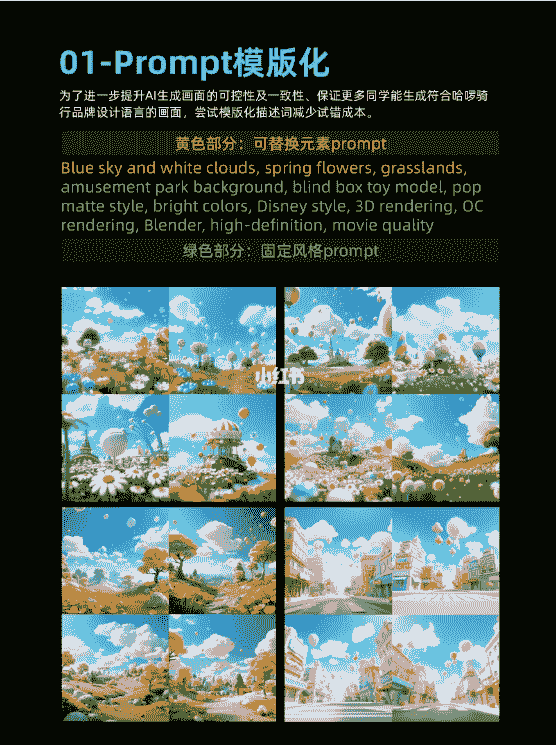 01-Prompt模版化
为了进一步提升AI生成画面的可控性及一致性、保证更多同学能生成符合哈啰骑
行品牌设计语言的画面，尝试模版化描述词减少试错成本。
黄色部分：可替换元素prompt
Blue sky and white clouds, spring flowers, grasslands,
amusement park background, blind box toy model, pop
matte style, bright colors, Disney style, 3D rendering, OC
rendering, Blender, high-definition, movie quality
绿色部分：固定风格prompt
小红书